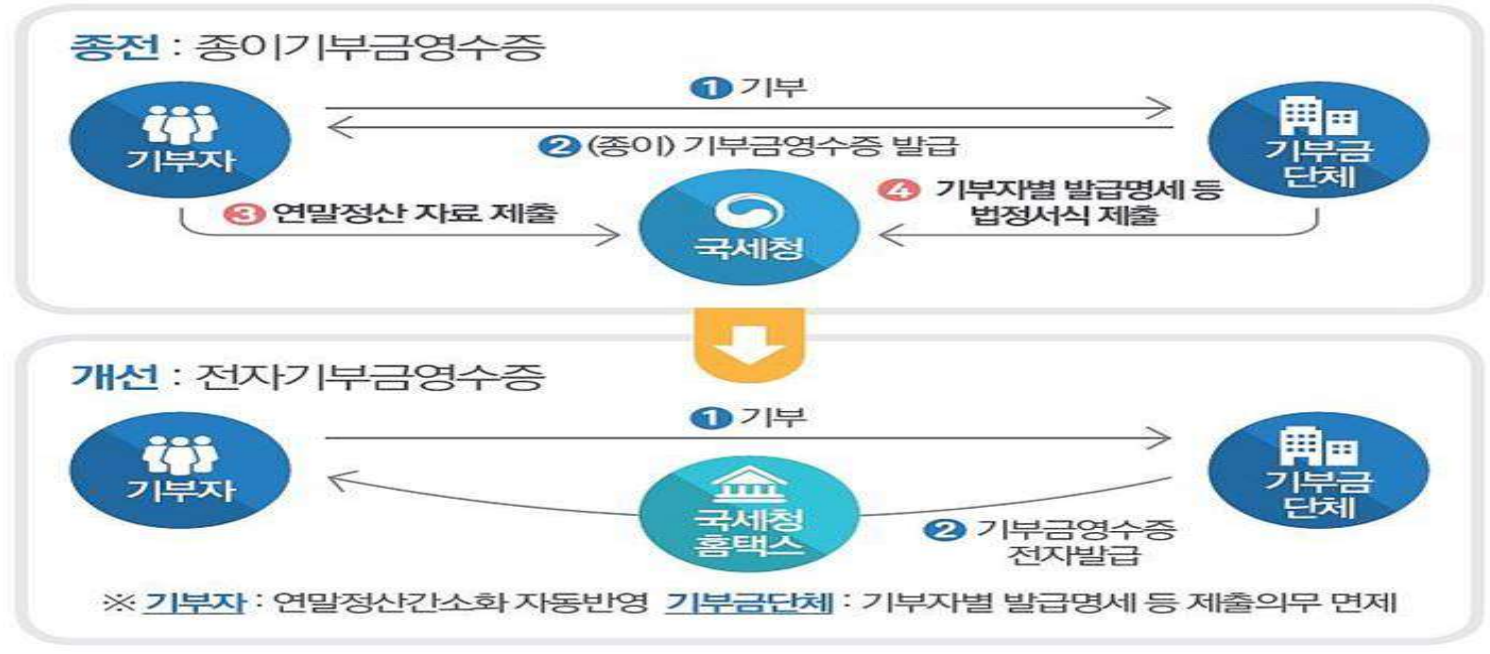 종전 : 종이기부금영수증
❶ 기부
기부자
❷ (종이) 기부금영수증 발급
기부금
단체
❸ 연말정산 자료 제출
국세청
❹ 기부자별 발급명세 등
법정서식 제출
개선 : 전자기부금영수증
❶ 기부
기부자
기부금
단체
국세청
홈택스
❷ 기부금영수증
전자발급
※ 기부자 : 연말정산간소화 자동반영 기부금단체 : 기부자별 발급명세 등 제출의무 면제